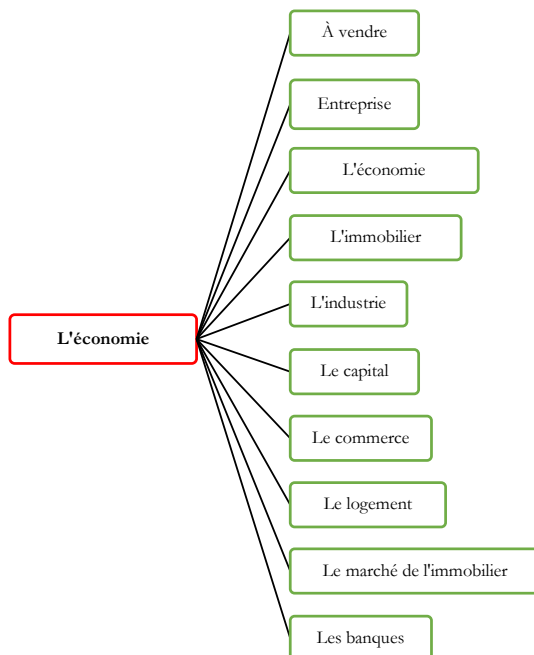 À vendre
Entreprise
L'économie
L'immobilier
L'industrie
L'économie
Le capital
Le commerce
Le logement
Le marché de l'immobilier
Les banques